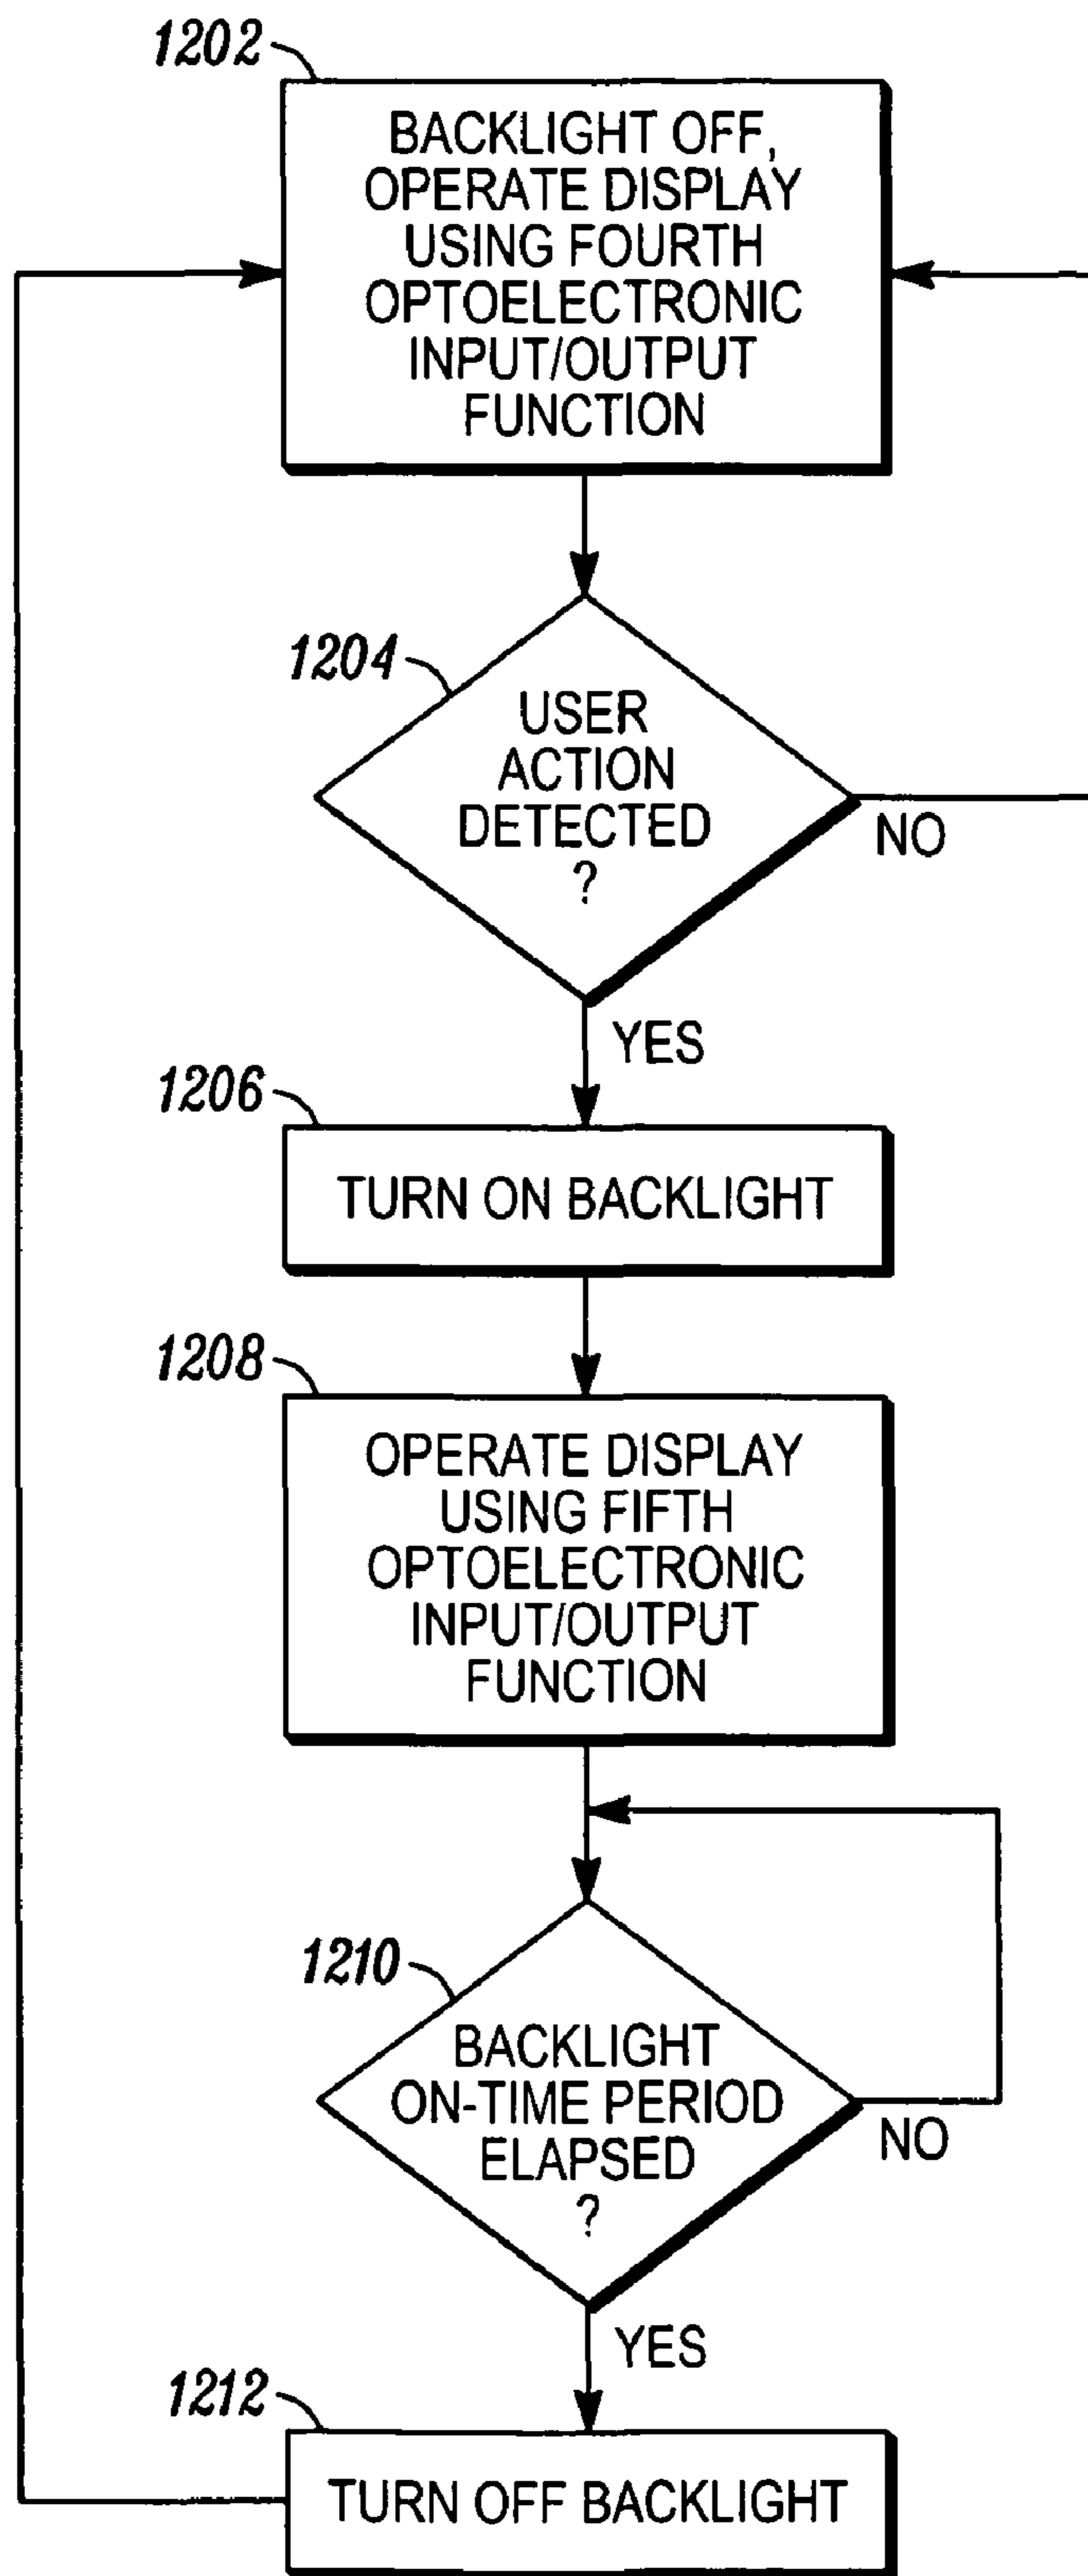 1202
BACKLIGHT OFF,
OPERATE DISPLAY
USING FOURTH
OPTOELECTRONIC
INPUT/OUTPUT
FUNCTION
1204
USER
ACTION
DETECTED
?
NO
YES
1206
TURN ON BACKLIGHT
1208
OPERATE DISPLAY
USING FIFTH
OPTOELECTRONIC
INPUT/OUTPUT
FUNCTION
1210
BACKLIGHT
ON-TIME PERIOD
ELAPSED
?
NO
YES
1212
TURN OFF BACKLIGHT